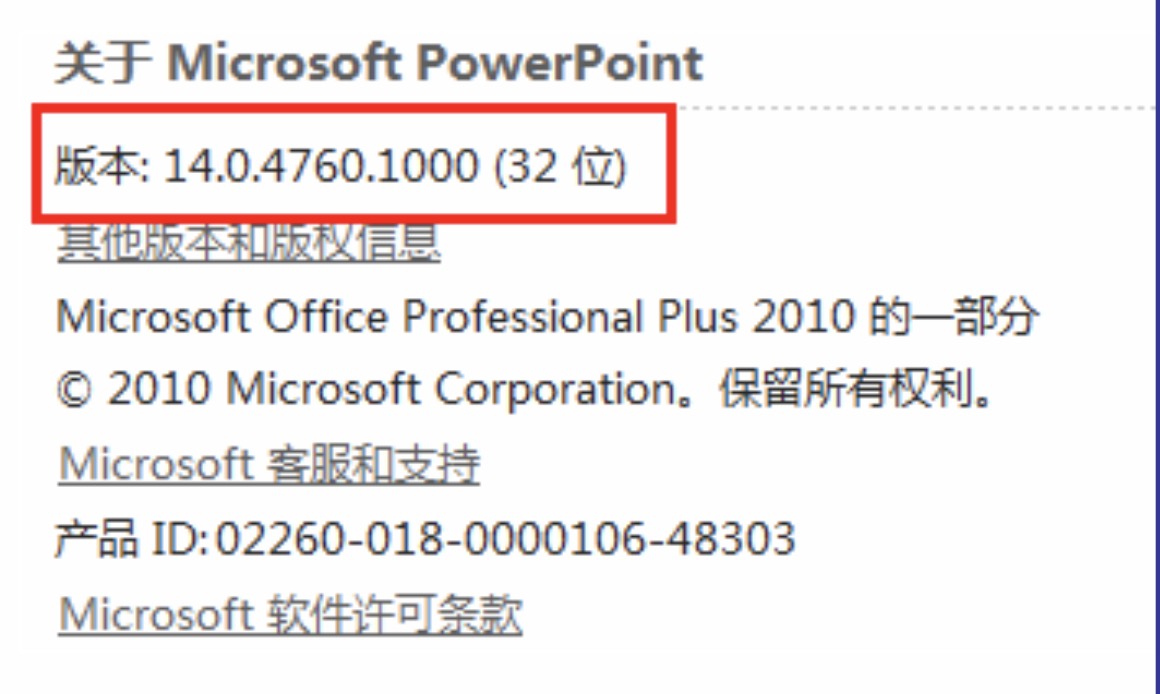 关于 Microsoft PowerPoint
版本: 14.0.4760.1000 (32 位)
其他版本和版权信息
Microsoft Office Professional Plus 2010 的一部分
© 2010 Microsoft Corporation。保留所有权利。
Microsoft 客服和支持
产品 ID:02260-018-0000106-48303
Microsoft 软件许可条款